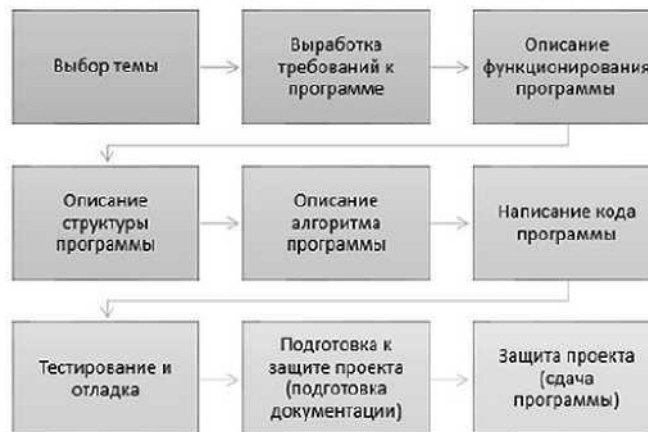 Выбор темы
Выработка
требований к
программе
Описание
функционирования
программы
Описание
структуры
программы
Описание
алгоритма
программы
Написание кода
программы
Тестирование и
отладка
Подготовка к
защите проекта
(подготовка
документации)
Защита проекта
(сдача
программы)